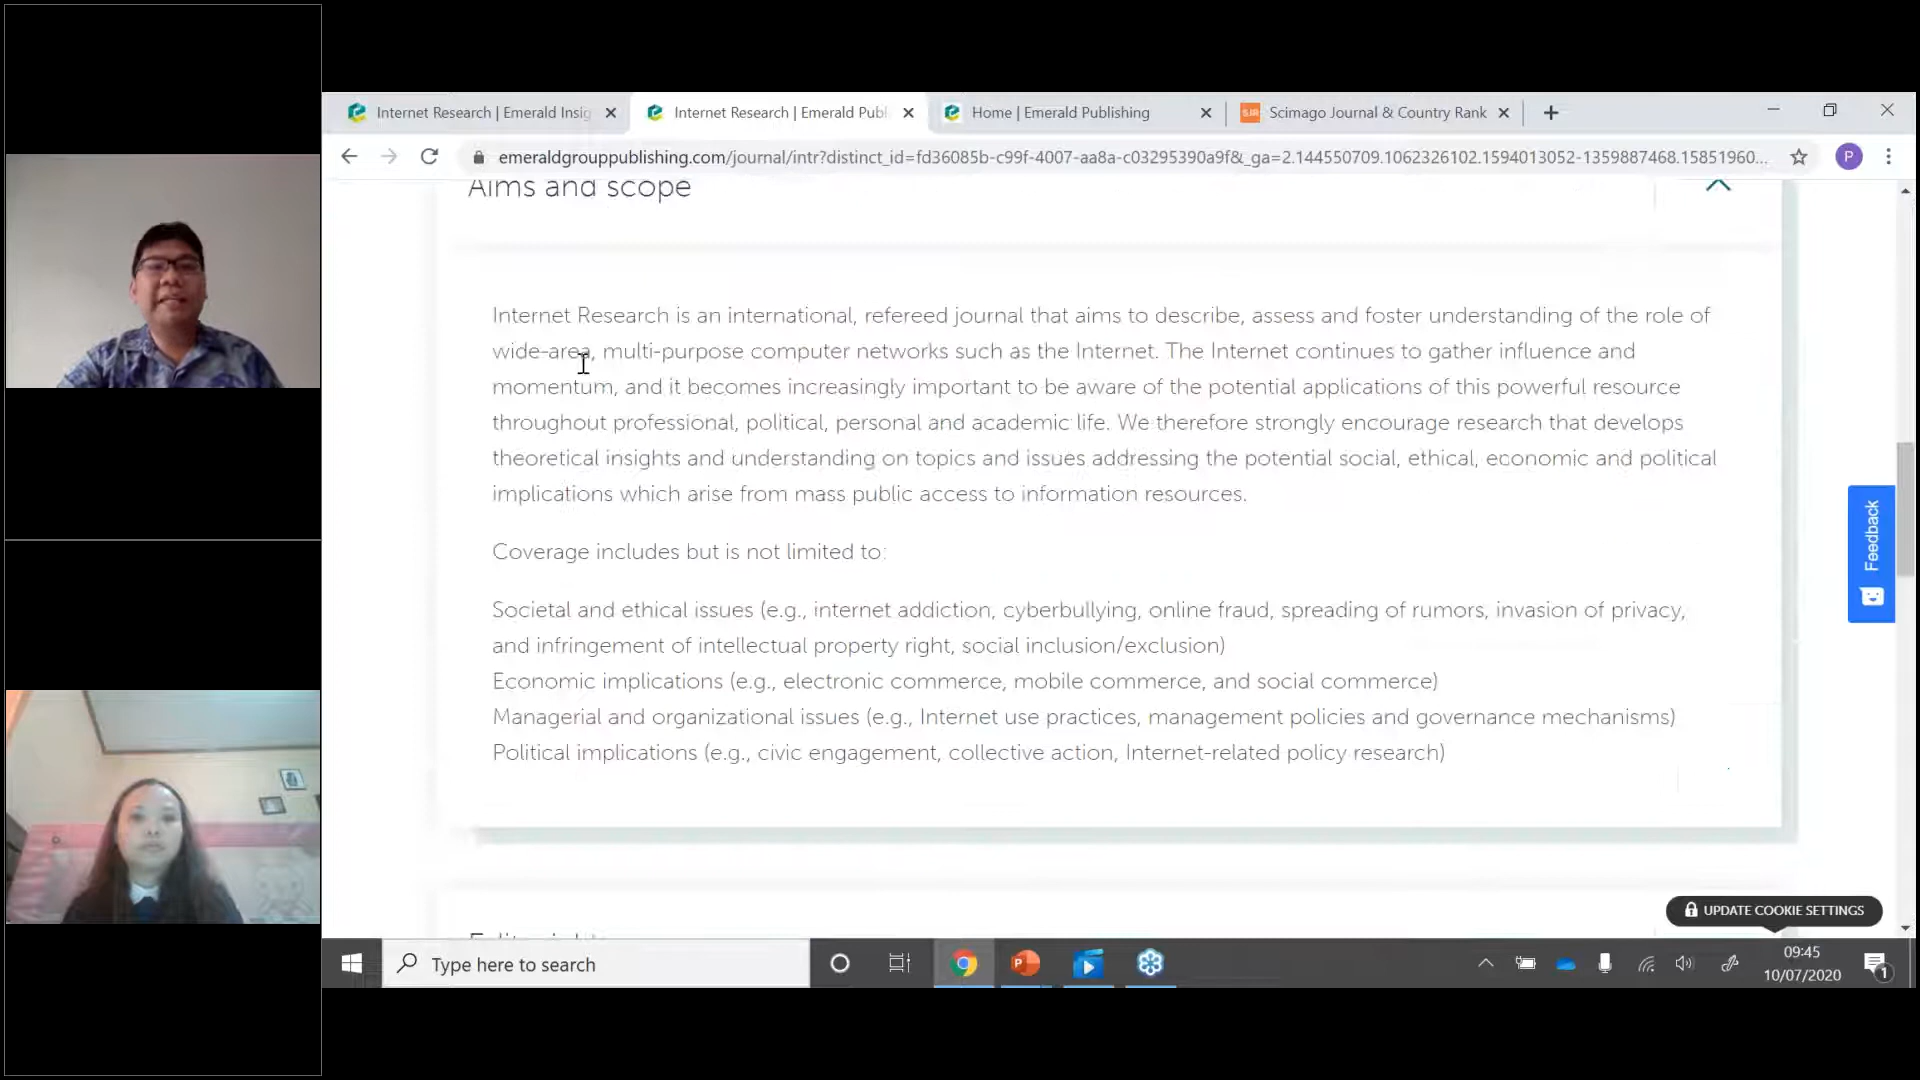 Internet Research | Emerald Insig
Internet Research | Emerald Publ
Home | Emerald Publishing
SJR
Scimago Journal & Country Rank
emeraldgrouppublishing.com/journal/intr?distinct_id=fd36085b-c99f-4007-aa8a-c03295390a9f&_ga=2.144550709.1062326102.1594013052-1359887468.15851960...
P
Aims and scope
Internet Research is an international, refereed journal that aims to describe, assess and foster understanding of the role of
wide-area, multi-purpose computer networks such as the Internet. The Internet continues to gather influence and
momentum, and it becomes increasingly important to be aware of the potential applications of this powerful resource
throughout professional, political, personal and academic life. We therefore strongly encourage research that develops
theoretical insights and understanding on topics and issues addressing the potential social, ethical, economic and political
implications which arise from mass public access to information resources.
Coverage includes but is not limited to:
Societal and ethical issues (e.g., internet addiction, cyberbullying, online fraud, spreading of rumors, invasion of privacy,
and infringement of intellectual property right, social inclusion/exclusion)
Economic implications (e.g., electronic commerce, mobile commerce, and social commerce)
Managerial and organizational issues (e.g., Internet use practices, management policies and governance mechanisms)
Political implications (e.g., civic engagement, collective action, Internet-related policy research)
Feedback
UPDATE COOKIE SETTINGS
Type here to search
09:45
10/07/2020
1